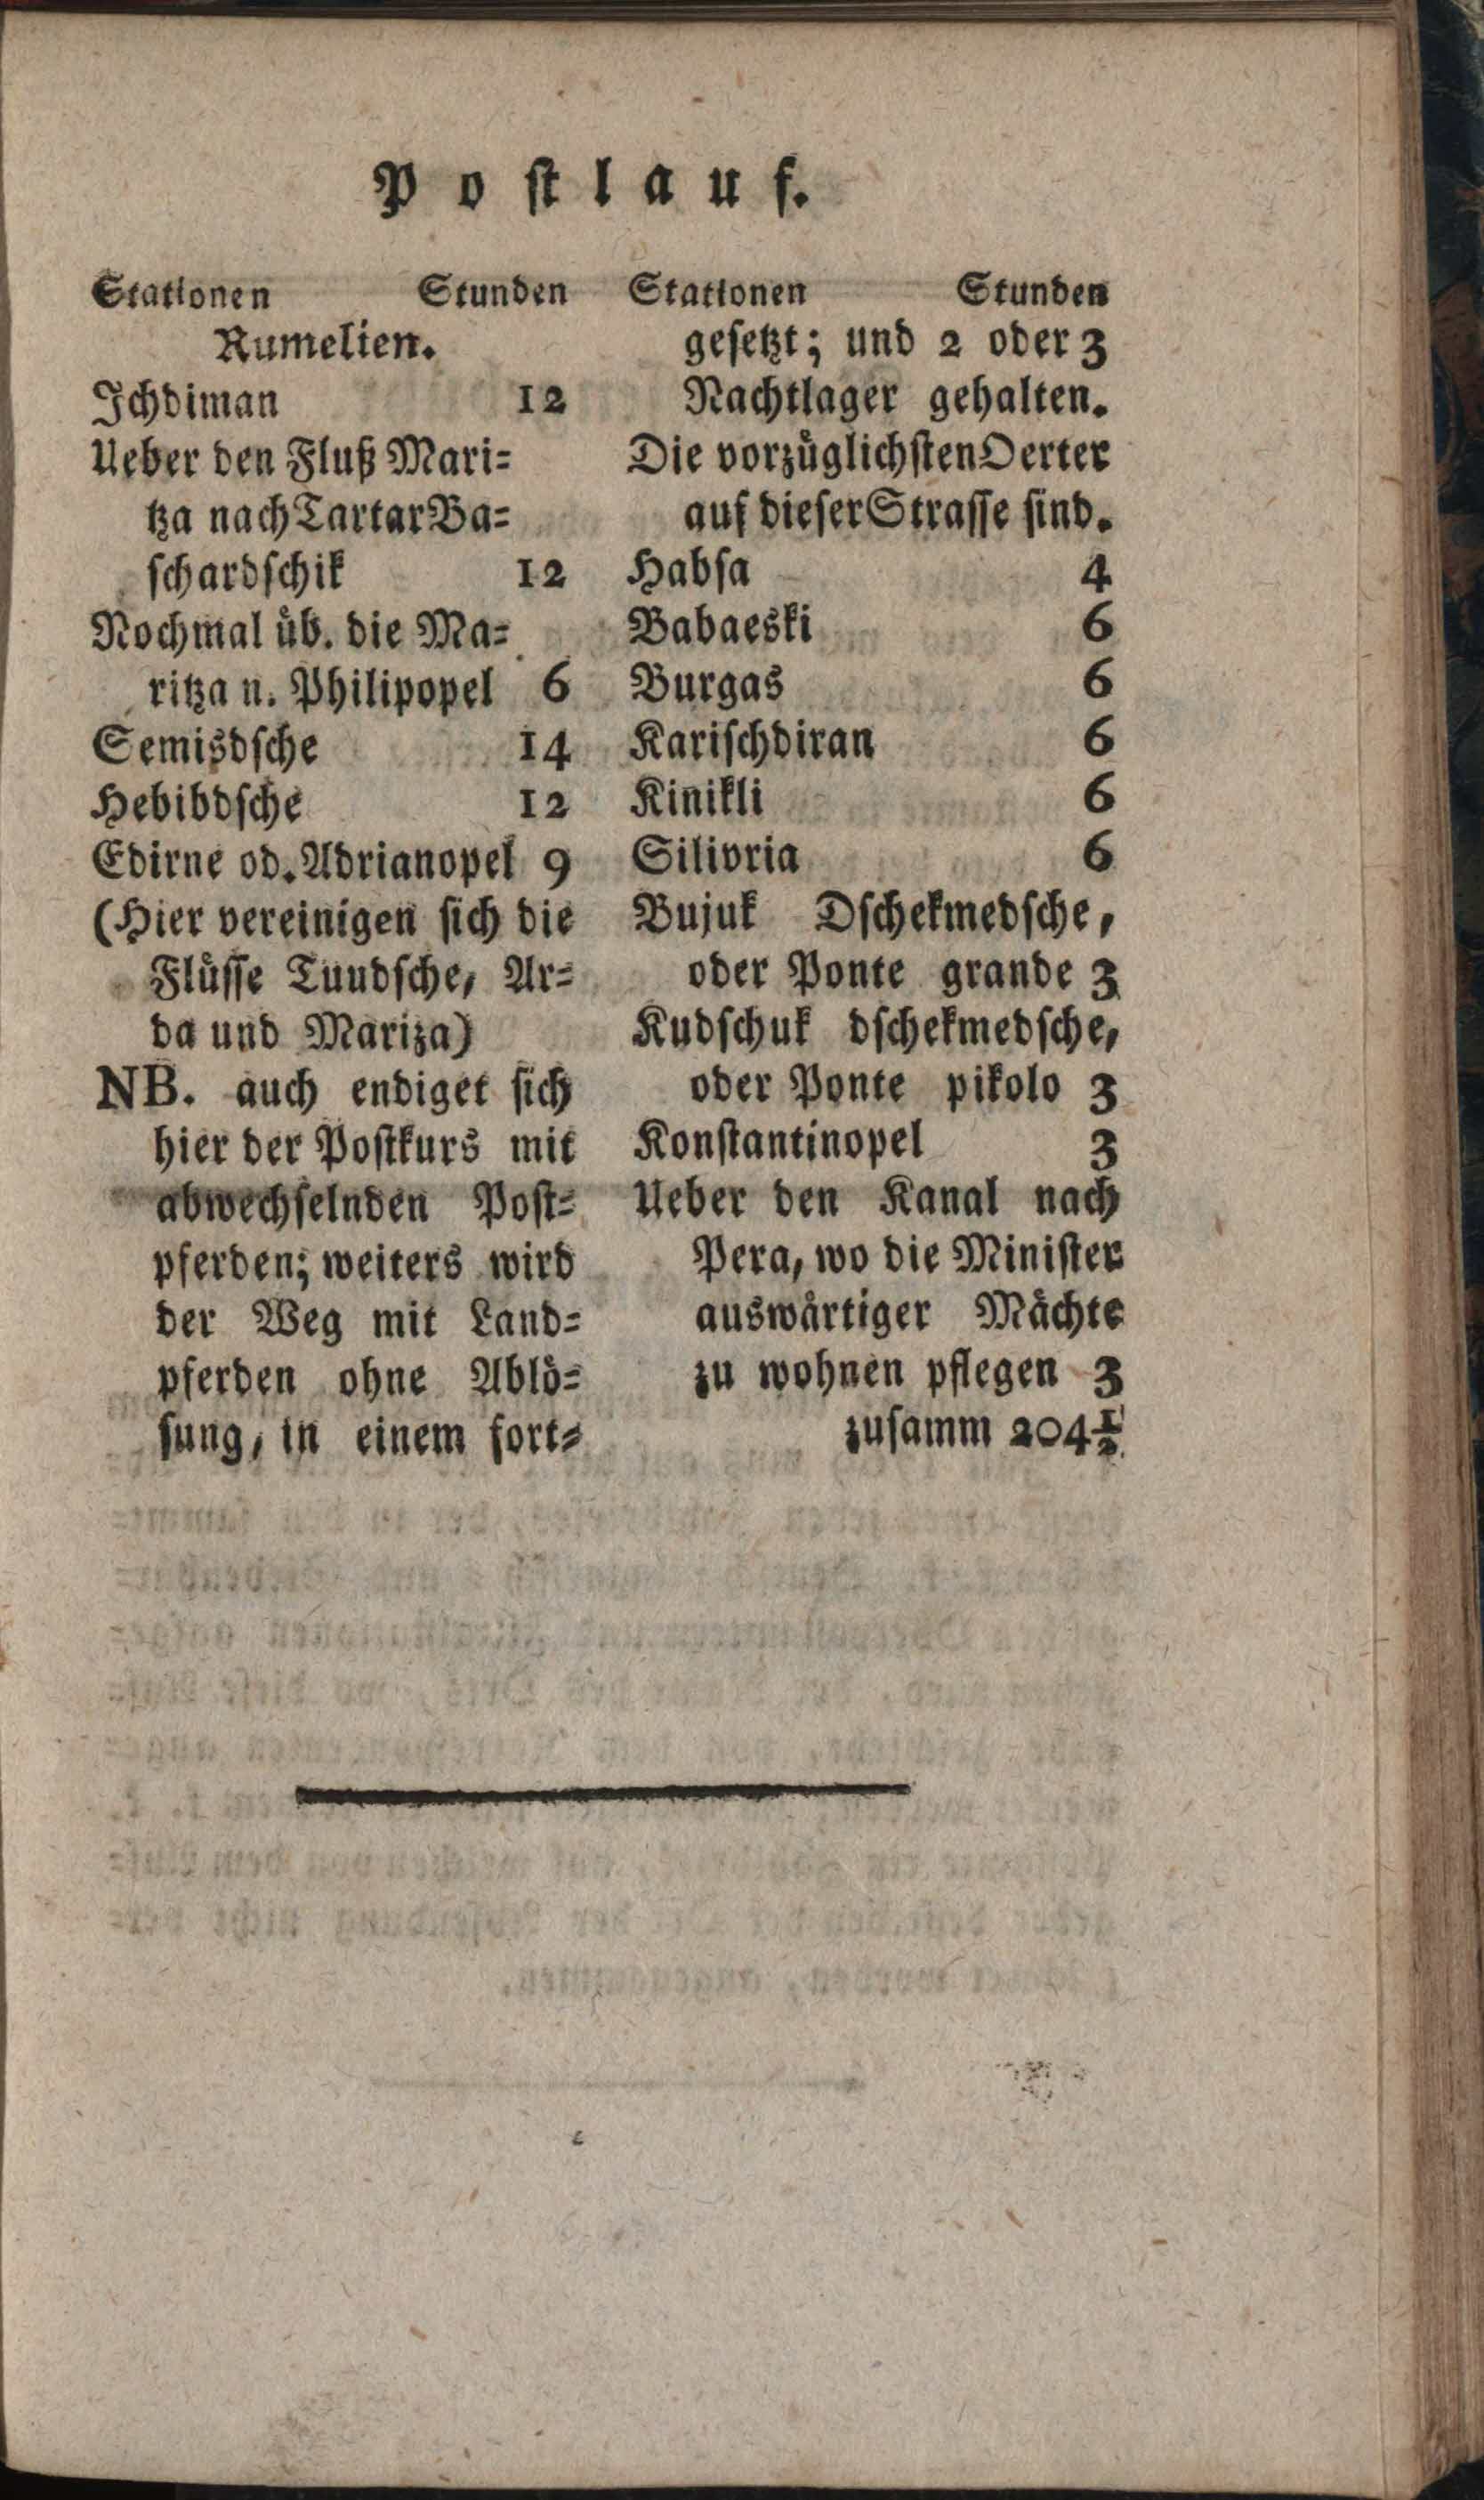 Postlauf.
Stationen Stunden
Rumelien.
Ichdiman 12
Ueber den Fluß Mari=
tza nach Tartar Ba=
schardschik 12
Nochmal üb. die Ma=
ritza n. Philipopel 6
Semisdsche 14
Hebibdsche 12
Edirne od. Adrianopel 9
(Hier vereinigen sich die
Flüsse Tuudsche, Ar=
da und Mariza)
NB. auch endiget sich
hier der Postkurs mit
abwechselnden Post=
pferden; weiters wird
der Weg mit Land=
pferden ohne Ablö=
sung, in einem fort=
Stationen Stunden
gesetzt; und 2 oder 3
Nachtlager gehalten.
Die vorzüglichsten Oerter
auf dieser Strasse sind.
Habsa 4
Babaeski 6
Burgas 6
Karischdiran 6
Kinikli 6
Silivria 6
Bujuk Dschekmedsche,
oder Ponte grande 3
Kudschuk dschekmedsche,
oder Ponte pikolo 3
Konstantinopel 3
Ueber den Kanal nach
Pera, wo die Minister
auswärtiger Mächte
zu wohnen pflegen 3
zusamm 204½